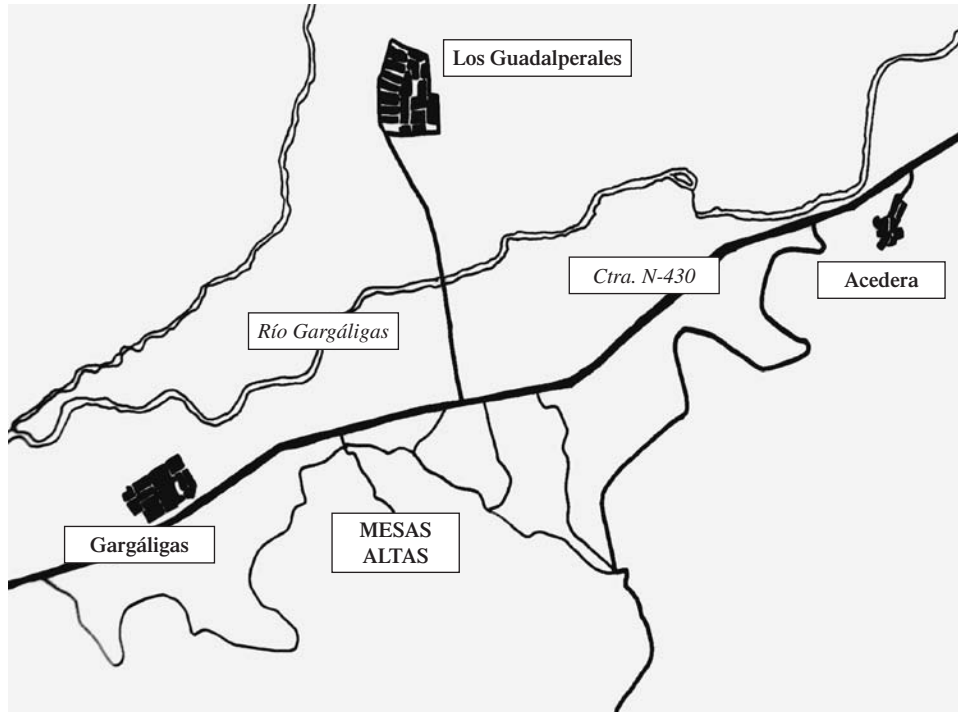 Los Guadalperales
Ctra. N-430
Acedera
Río Gargáligas
Gargáligas
MESAS
ALTAS